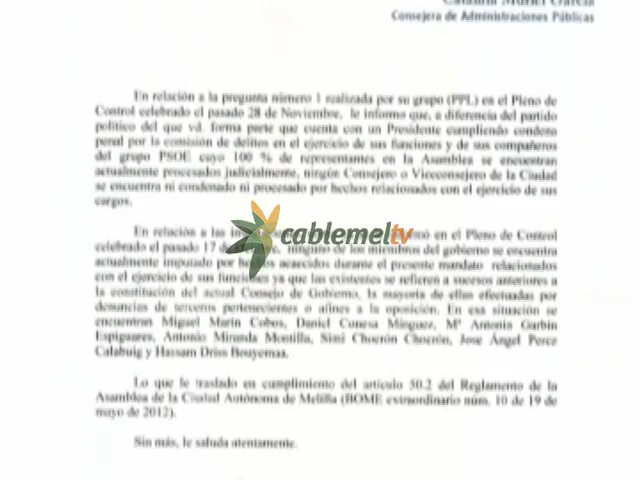 Catalina Muriel García
Consejera de Administraciones Públicas
En relación a la pregunta número 1 realizada por su grupo (PPL) en el Pleno de
Control celebrado el pasado 28 de Noviembre, le informo que, a diferencia del partido
político del que vd. forma parte que cuenta con un Presidente cumpliendo condena
penal por la comisión de delitos en el ejercicio de sus funciones y de sus compañeros
del grupo PSOE cuyo 100 % de representantes en la Asamblea se encuentran
actualmente procesados judicialmente, ningún Consejero o Viceconsejero de la Ciudad
se encuentra ni condenado ni procesado por hechos relacionados con el ejercicio de sus
cargos.
En relación a las en el Pleno de Control
celebrado el pasado 17 de ninguno de los miembros del gobierno se encuentra
actualmente imputado por hechos acaecidos durante el presente mandato relacionados
con el ejercicio de sus funciones ya que las existentes se refieren a sucesos anteriores a
la constitución del actual Consejo de Gobierno, la mayoría de ellas efectuadas por
denuncias de terceros pertenecientes o afines a la oposición. En esa situación se
encuentran Miguel Marín Cobos, Daniel Conesa Mínguez, Mª Antonia Garbín
Espigares, Antonio Miranda Montilla, Simi Chocrón Chocrón, Jose Ángel Perez
Calabuig y Hassam Driss Bouyemaa.
Lo que le traslado en cumplimiento del artículo 50.2 del Reglamento de la
Asamblea de la Ciudad Autónoma de Melilla (BOME extraordinario núm. 10 de 19 de
mayo de 2012).
Sin más, le saluda atentamente.
cablemeltv